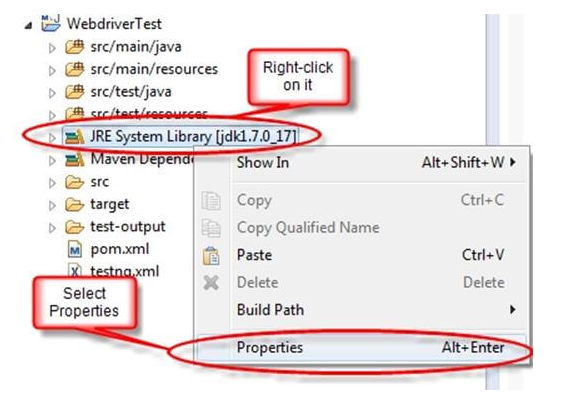 WebdriverTest
src/main/java
src/main/resources
Right-click
on it
src/test/java
src/test/resources
JRE System Library [jdk1.7.0_17]
Maven Depende
Show In Alt+Shift+W
src
Copy Ctrl+C
target
Copy Qualified Name
test-output
Paste Ctrl+V
pom.xml
Delete Delete
testng.xml
Select
Properties
Build Path
Properties Alt+Enter